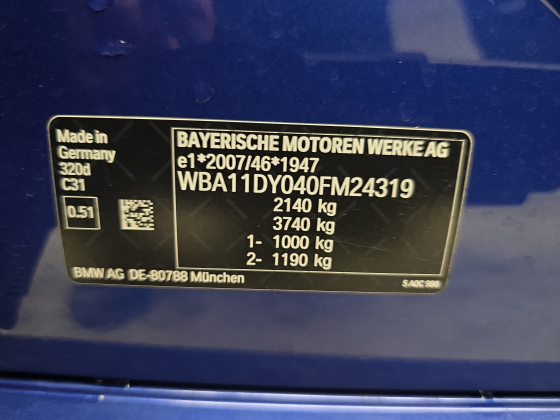 Made in
Germany
320d
C31
0.51
BAYERISCHE MOTOREN WERKE AG
e1*2007/46*1947
WBA11DY040FM24319
2140 kg
3740 kg
1- 1000 kg
2- 1190 kg
BMW AG DE-80788 München